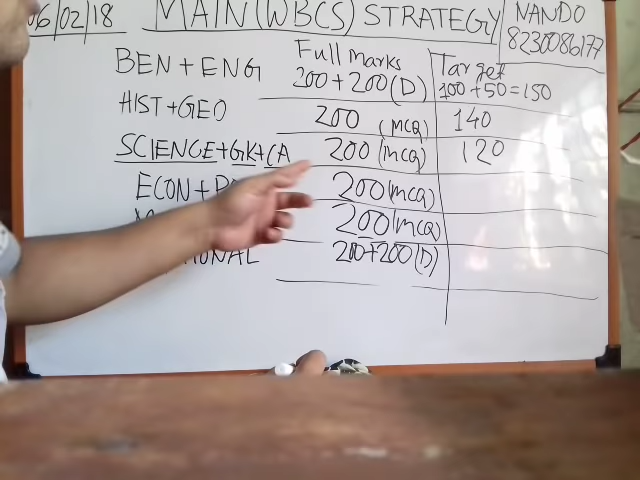 06/02/18 MAIN(WBCS) STRATEGY NANDO
8230086177
Full marks Target
BEN + ENG 200 + 200 (D) 100 + 50 = 150
HIST + GEO 200 (MCQ) 140
SCIENCE + GK + CA 200 (MCQ) 120
ECON + 200 (MCQ)
200 (MCQ)
200 + 200 (D)